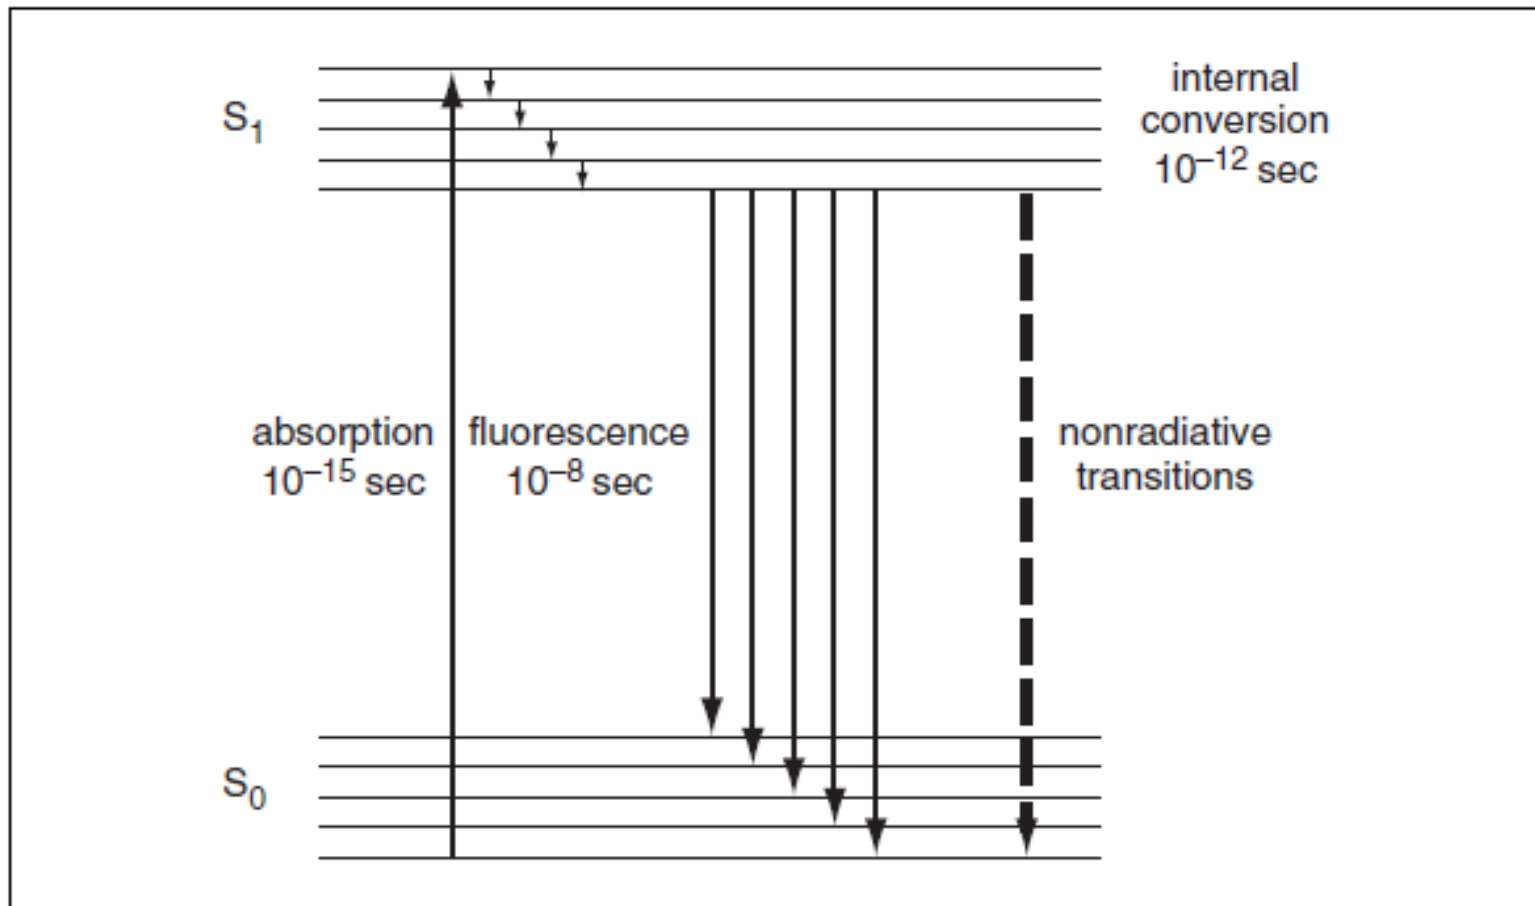 S₁
internal
conversion
10⁻¹² sec
absorption
10⁻¹⁵ sec
fluorescence
10⁻⁸ sec
nonradiative
transitions
S₀